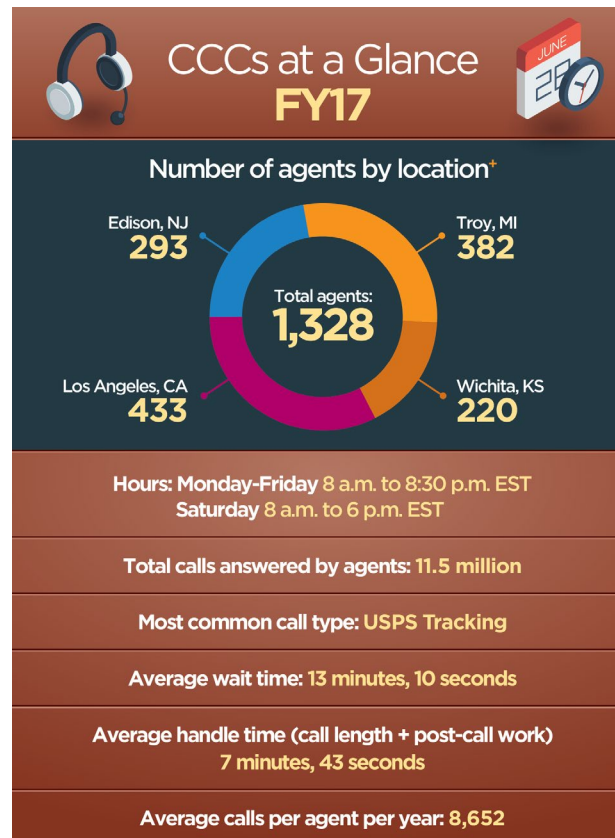 CCCs at a Glance
FY17
JUNE
28
Number of agents by location+
Edison, NJ
293
Troy, MI
382
Total agents:
1,328
Los Angeles, CA
433
Wichita, KS
220
Hours: Monday-Friday 8 a.m. to 8:30 p.m. EST
Saturday 8 a.m. to 6 p.m. EST
Total calls answered by agents: 11.5 million
Most common call type: USPS Tracking
Average wait time: 13 minutes, 10 seconds
Average handle time (call length + post-call work)
7 minutes, 43 seconds
Average calls per agent per year: 8,652